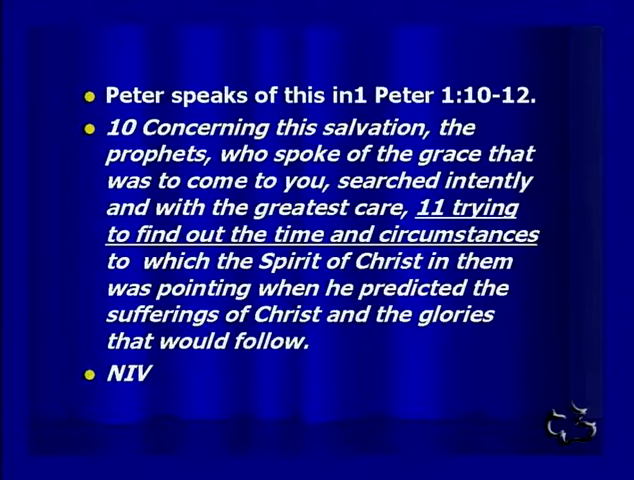 Peter speaks of this in1 Peter 1:10-12.
10 Concerning this salvation, the
prophets, who spoke of the grace that
was to come to you, searched intently
and with the greatest care, 11 trying
to find out the time and circumstances
to which the Spirit of Christ in them
was pointing when he predicted the
sufferings of Christ and the glories
that would follow.
NIV